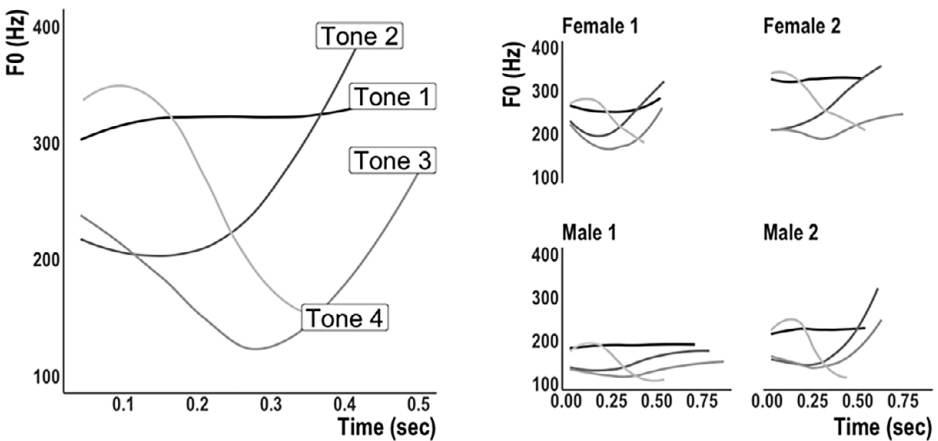 F0 (Hz)
400
300
200
100
Tone 2
Tone 1
Tone 3
Tone 4
0.1 0.2 0.3 0.4 0.5
Time (sec)
Female 1
Female 2
F0 (Hz)
400
300
200
100
Male 1
Male 2
400
300
200
100
0.00 0.25 0.50 0.75
0.00 0.25 0.50 0.75
Time (sec)